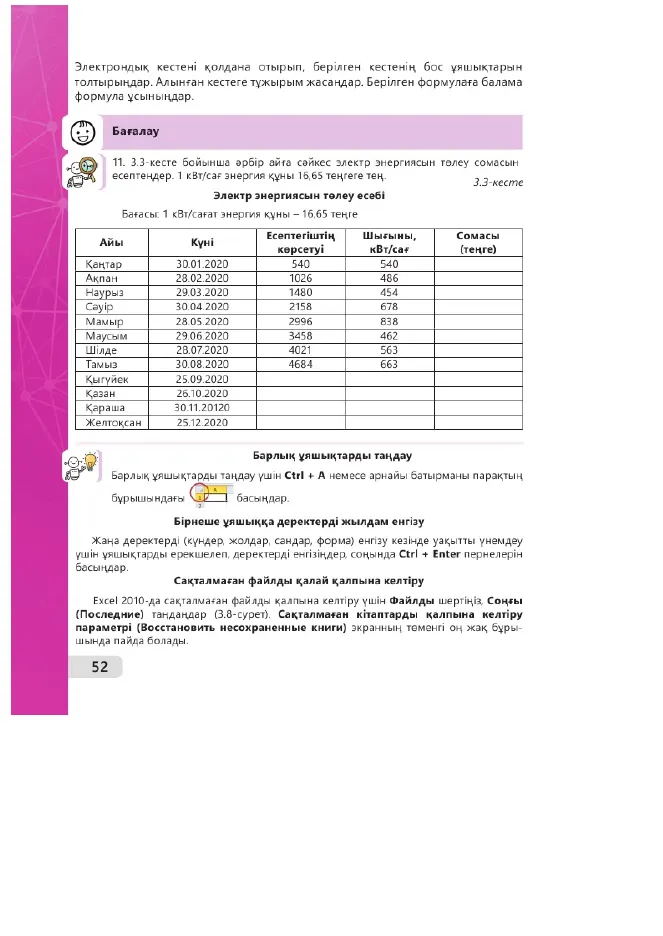 Электрондық кестені қолдана отырып, берілген кестенің бос ұяшықтарын
толтырыңдар. Алынған кестеге тұжырым жасаңдар. Берілген формулаға балама
формула ұсыныңдар.
Бағалау
11. 3.3-кесте бойынша әрбір айға сәйкес электр энергиясын төлеу сомасын
есептеңдер. 1 кВт/сағ энергия құны 16,65 теңгеге тең.
3.3-кесте
Электр энергиясын төлеу есебі
Бағасы: 1 кВт/сағат энергия құны – 16,65 теңге
Айы Күні Есептегіштің көрсетуі Шығыны, кВт/сағ Сомасы (теңге)
Қаңтар 30.01.2020 540 540
Ақпан 28.02.2020 1026 486
Наурыз 29.03.2020 1480 454
Сәуір 30.04.2020 2158 678
Мамыр 28.05.2020 2996 838
Маусым 29.06.2020 3458 462
Шілде 28.07.2020 4021 563
Тамыз 30.08.2020 4684 663
Қыгүйек 25.09.2020
Қазан 26.10.2020
Қараша 30.11.20120
Желтоқсан 25.12.2020
Барлық ұяшықтарды таңдау
Барлық ұяшықтарды таңдау үшін Ctrl + A немесе арнайы батырманы парақтың
бұрышындағы басыңдар.
Бірнеше ұяшыққа деректерді жылдам енгізу
Жаңа деректерді (күндер, жолдар, сандар, форма) енгізу кезінде уақытты үнемдеу
үшін ұяшықтарды ерекшелеп, деректерді енгізіңдер, соңында Ctrl + Enter пернелерін
басыңдар.
Сақталмаған файлды қалай қалпына келтіру
Excel 2010-да сақталмаған файлды қалпына келтіру үшін Файлды шертіңіз, Соңғы
(Последние) таңдаңдар (3.8-сурет). Сақталмаған кітаптарды қалпына келтіру
параметрі (Восстановить несохраненные книги) экранның төменгі оң жақ бұры-
шында пайда болады.
52